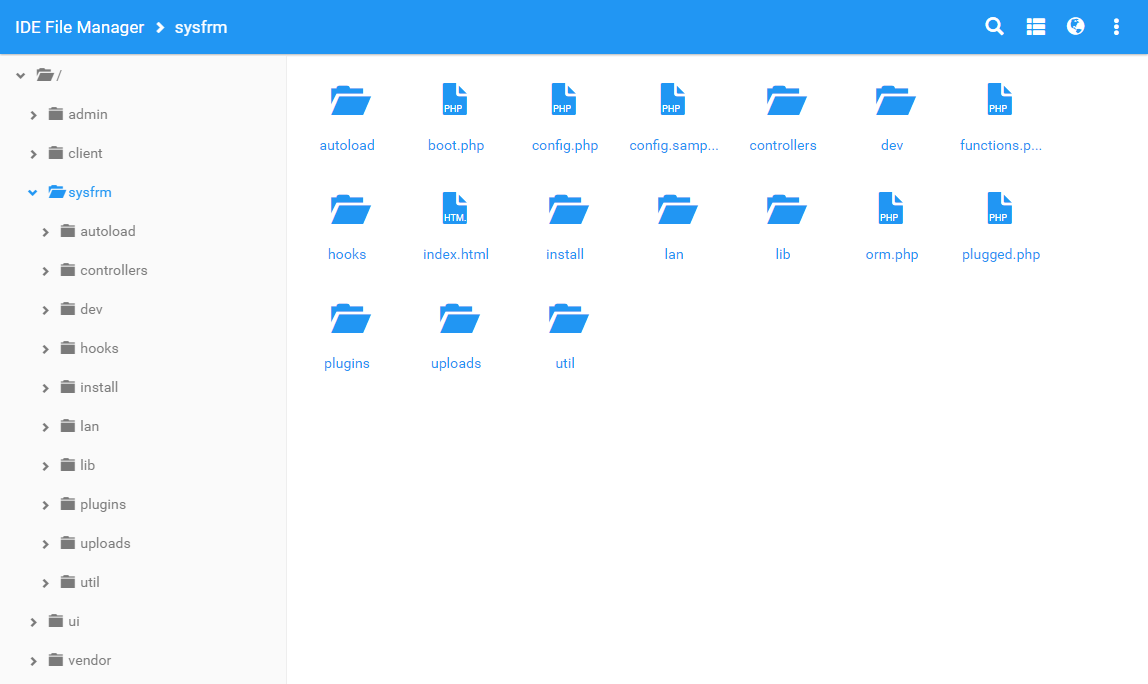 IDE File Manager sysfrm
/
admin
client
sysfrm
autoload
controllers
dev
hooks
install
lan
lib
plugins
uploads
util
ui
vendor
PHP PHP PHP PHP
autoload boot.php config.php config.samp... controllers dev functions.p...
HTM. PHP PHP
hooks index.html install lan lib orm.php plugged.php
plugins uploads util